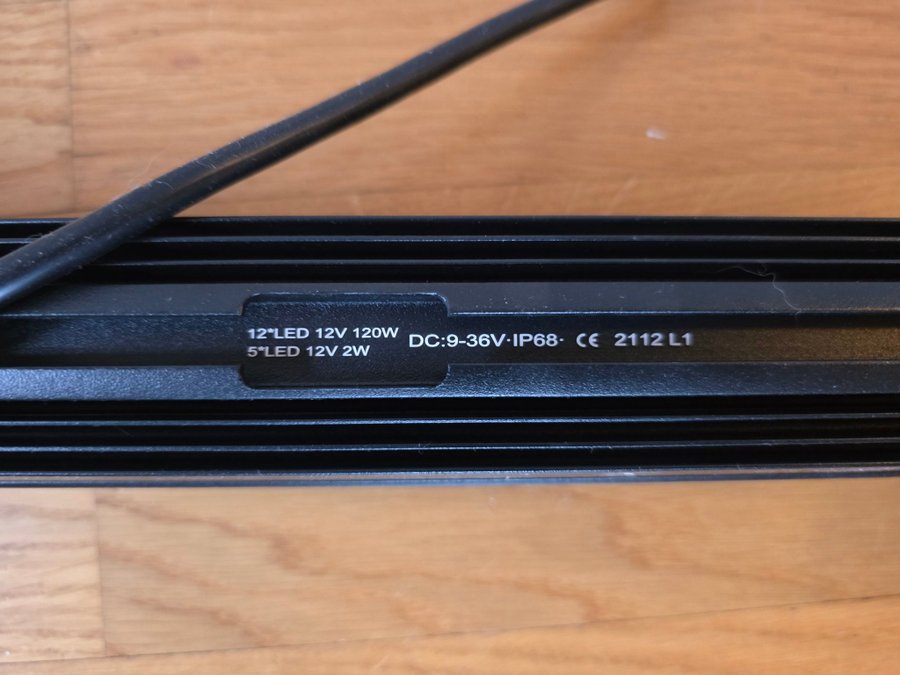 12*LED 12V 120W
5*LED 12V 2W
DC:9-36V·IP68· CE 2112 L1